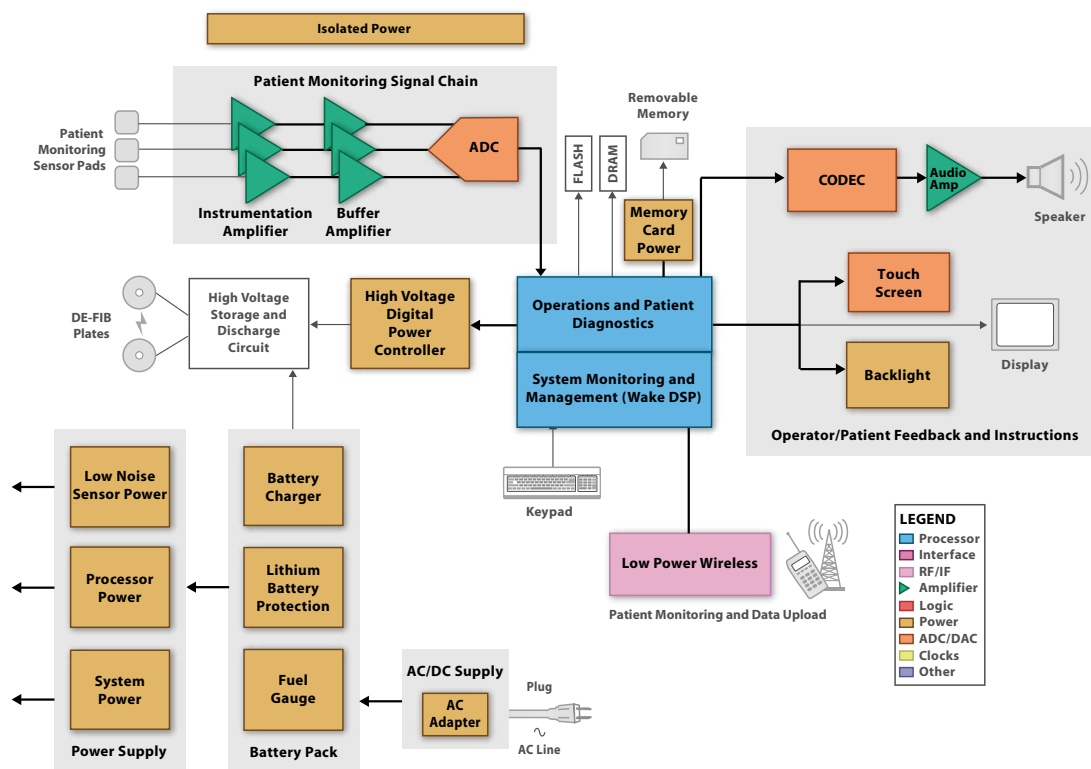 Isolated Power
Patient Monitoring Signal Chain
Patient
Monitoring
Sensor Pads
ADC
Instrumentation
Amplifier
Buffer
Amplifier
Removable
Memory
FLASH
DRAM
Memory
Card
Power
CODEC
Audio
Amp
Speaker
Touch
Screen
Display
Backlight
Operator/Patient Feedback and Instructions
DE-FIB
Plates
High Voltage
Storage and
Discharge
Circuit
High Voltage
Digital
Power
Controller
Operations and Patient
Diagnostics
System Monitoring and
Management (Wake DSP)
Keypad
Low Power Wireless
Patient Monitoring and Data Upload
Low Noise
Sensor Power
Processor
Power
System
Power
Power Supply
Battery
Charger
Lithium
Battery
Protection
Fuel
Gauge
Battery Pack
AC/DC Supply
AC
Adapter
Plug
AC Line
LEGEND
Processor
Interface
RF/IF
Amplifier
Logic
Power
ADC/DAC
Clocks
Other